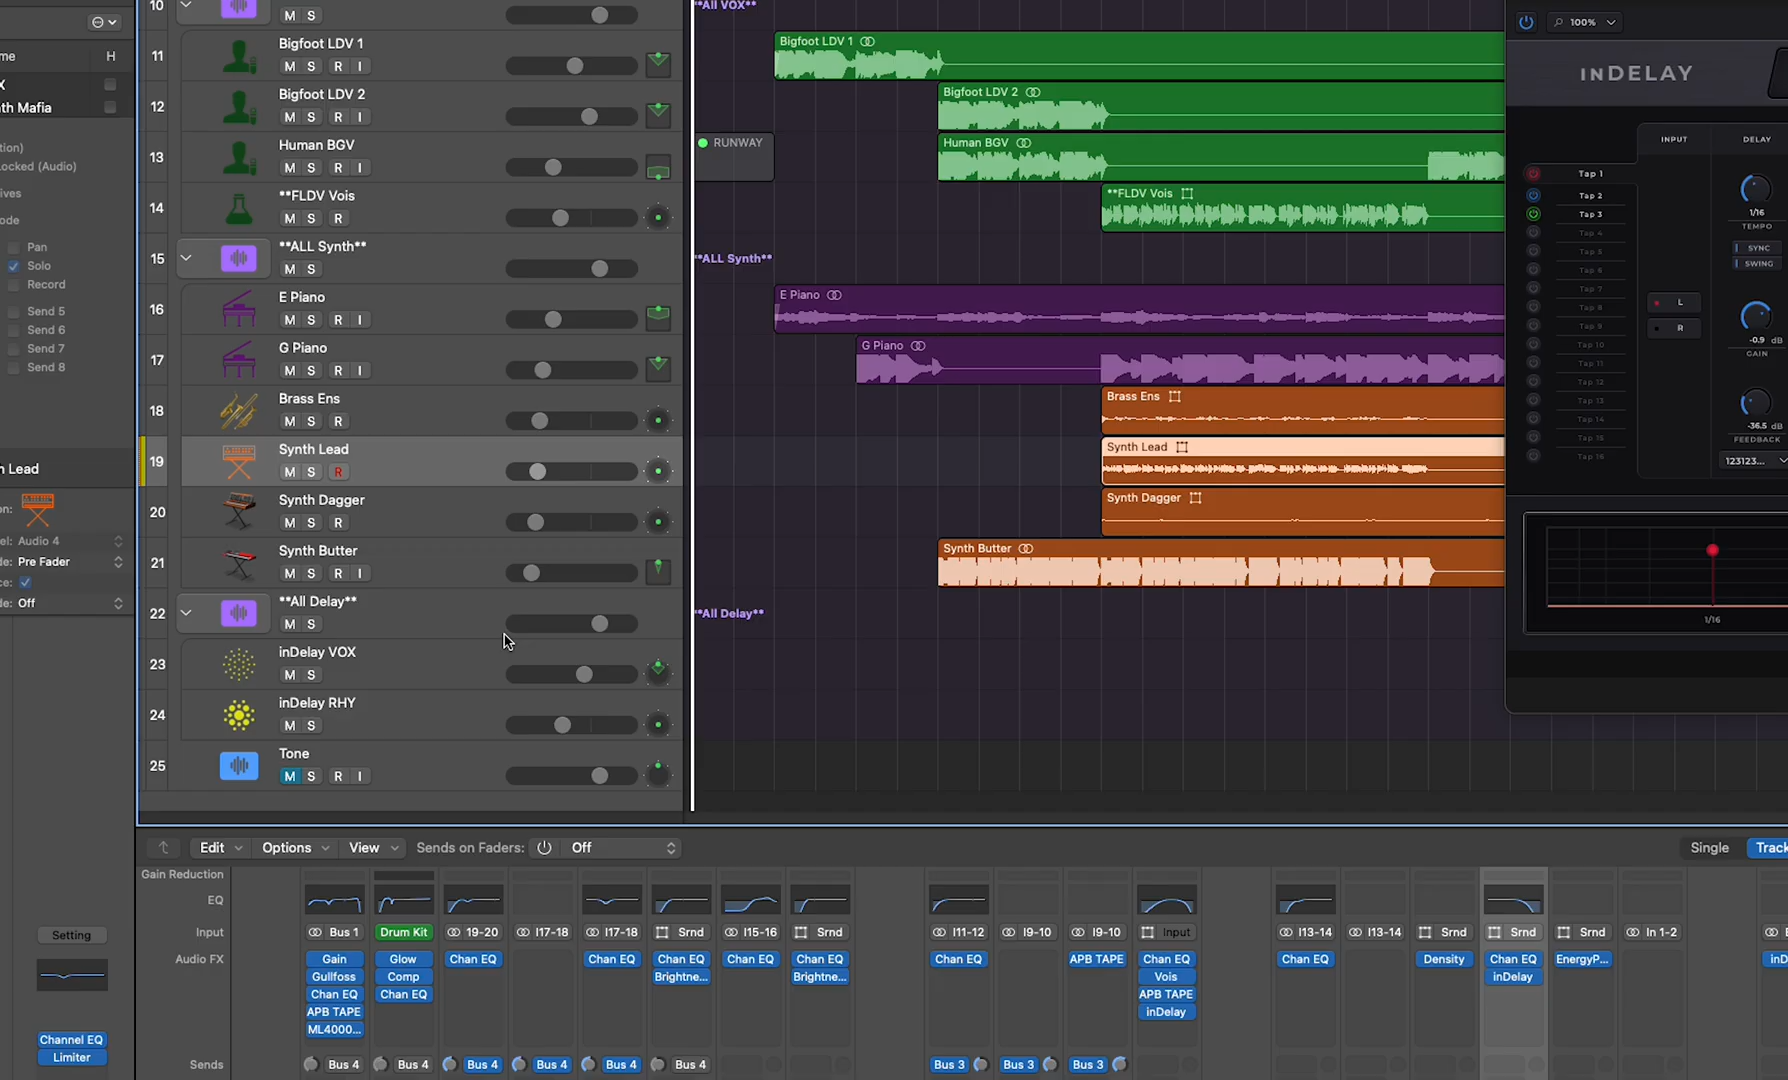 me H
X
nth Mafia
tion)
Locked (Audio)
ives
ode
Pan
Solo
Record
Send 5
Send 6
Send 7
Send 8
h Lead
on:
el: Audio 4
de: Pre Fader
ce:
de: Off
Setting
Channel EQ
Limiter
10 M S
11 Bigfoot LDV 1
M S R I
12 Bigfoot LDV 2
M S R I
13 Human BGV
M S R I
14 **FLDV Vois
M S R
15 **ALL Synth**
M S
16 E Piano
M S R I
17 G Piano
M S R I
18 Brass Ens
M S R
19 Synth Lead
M S R
20 Synth Dagger
M S R
21 Synth Butter
M S R I
22 **All Delay**
M S
23 inDelay VOX
M S
24 inDelay RHY
M S
25 Tone
M S R I
**All VOX**
Bigfoot LDV 1
Bigfoot LDV 2
RUNWAY
Human BGV
**FLDV Vois
**ALL Synth**
E Piano
G Piano
Brass Ens
Synth Lead
Synth Dagger
Synth Butter
**All Delay**
100%
INDELAY
INPUT DELAY
Tap 1
Tap 2
Tap 3
Tap 4
Tap 5
Tap 6
Tap 7
Tap 8
Tap 9
Tap 10
Tap 11
Tap 12
Tap 13
Tap 14
Tap 15
Tap 16
L
R
1/16
TEMPO
SYNC
SWING
-0.9 dB
GAIN
-36.5 dB
FEEDBACK
123123...
1/16
Edit Options View Sends on Faders: Off Single Track
Gain Reduction
EQ
Input Bus 1 Drum Kit 19-20 I17-18 I17-18 Srnd I15-16 Srnd I11-12 I9-10 I9-10 Input I13-14 I13-14 Srnd Srnd Srnd In 1-2
Audio FX Gain Glow Chan EQ Chan EQ Chan EQ Chan EQ Chan EQ Chan EQ APB TAPE Chan EQ Chan EQ Density Chan EQ EnergyP... inD
Gullfoss Comp Brightne... Brightne... Vois inDelay
Chan EQ Chan EQ APB TAPE
APB TAPE inDelay
ML4000...
Sends Bus 4 Bus 4 Bus 4 Bus 4 Bus 4 Bus 4 Bus 3 Bus 3 Bus 3